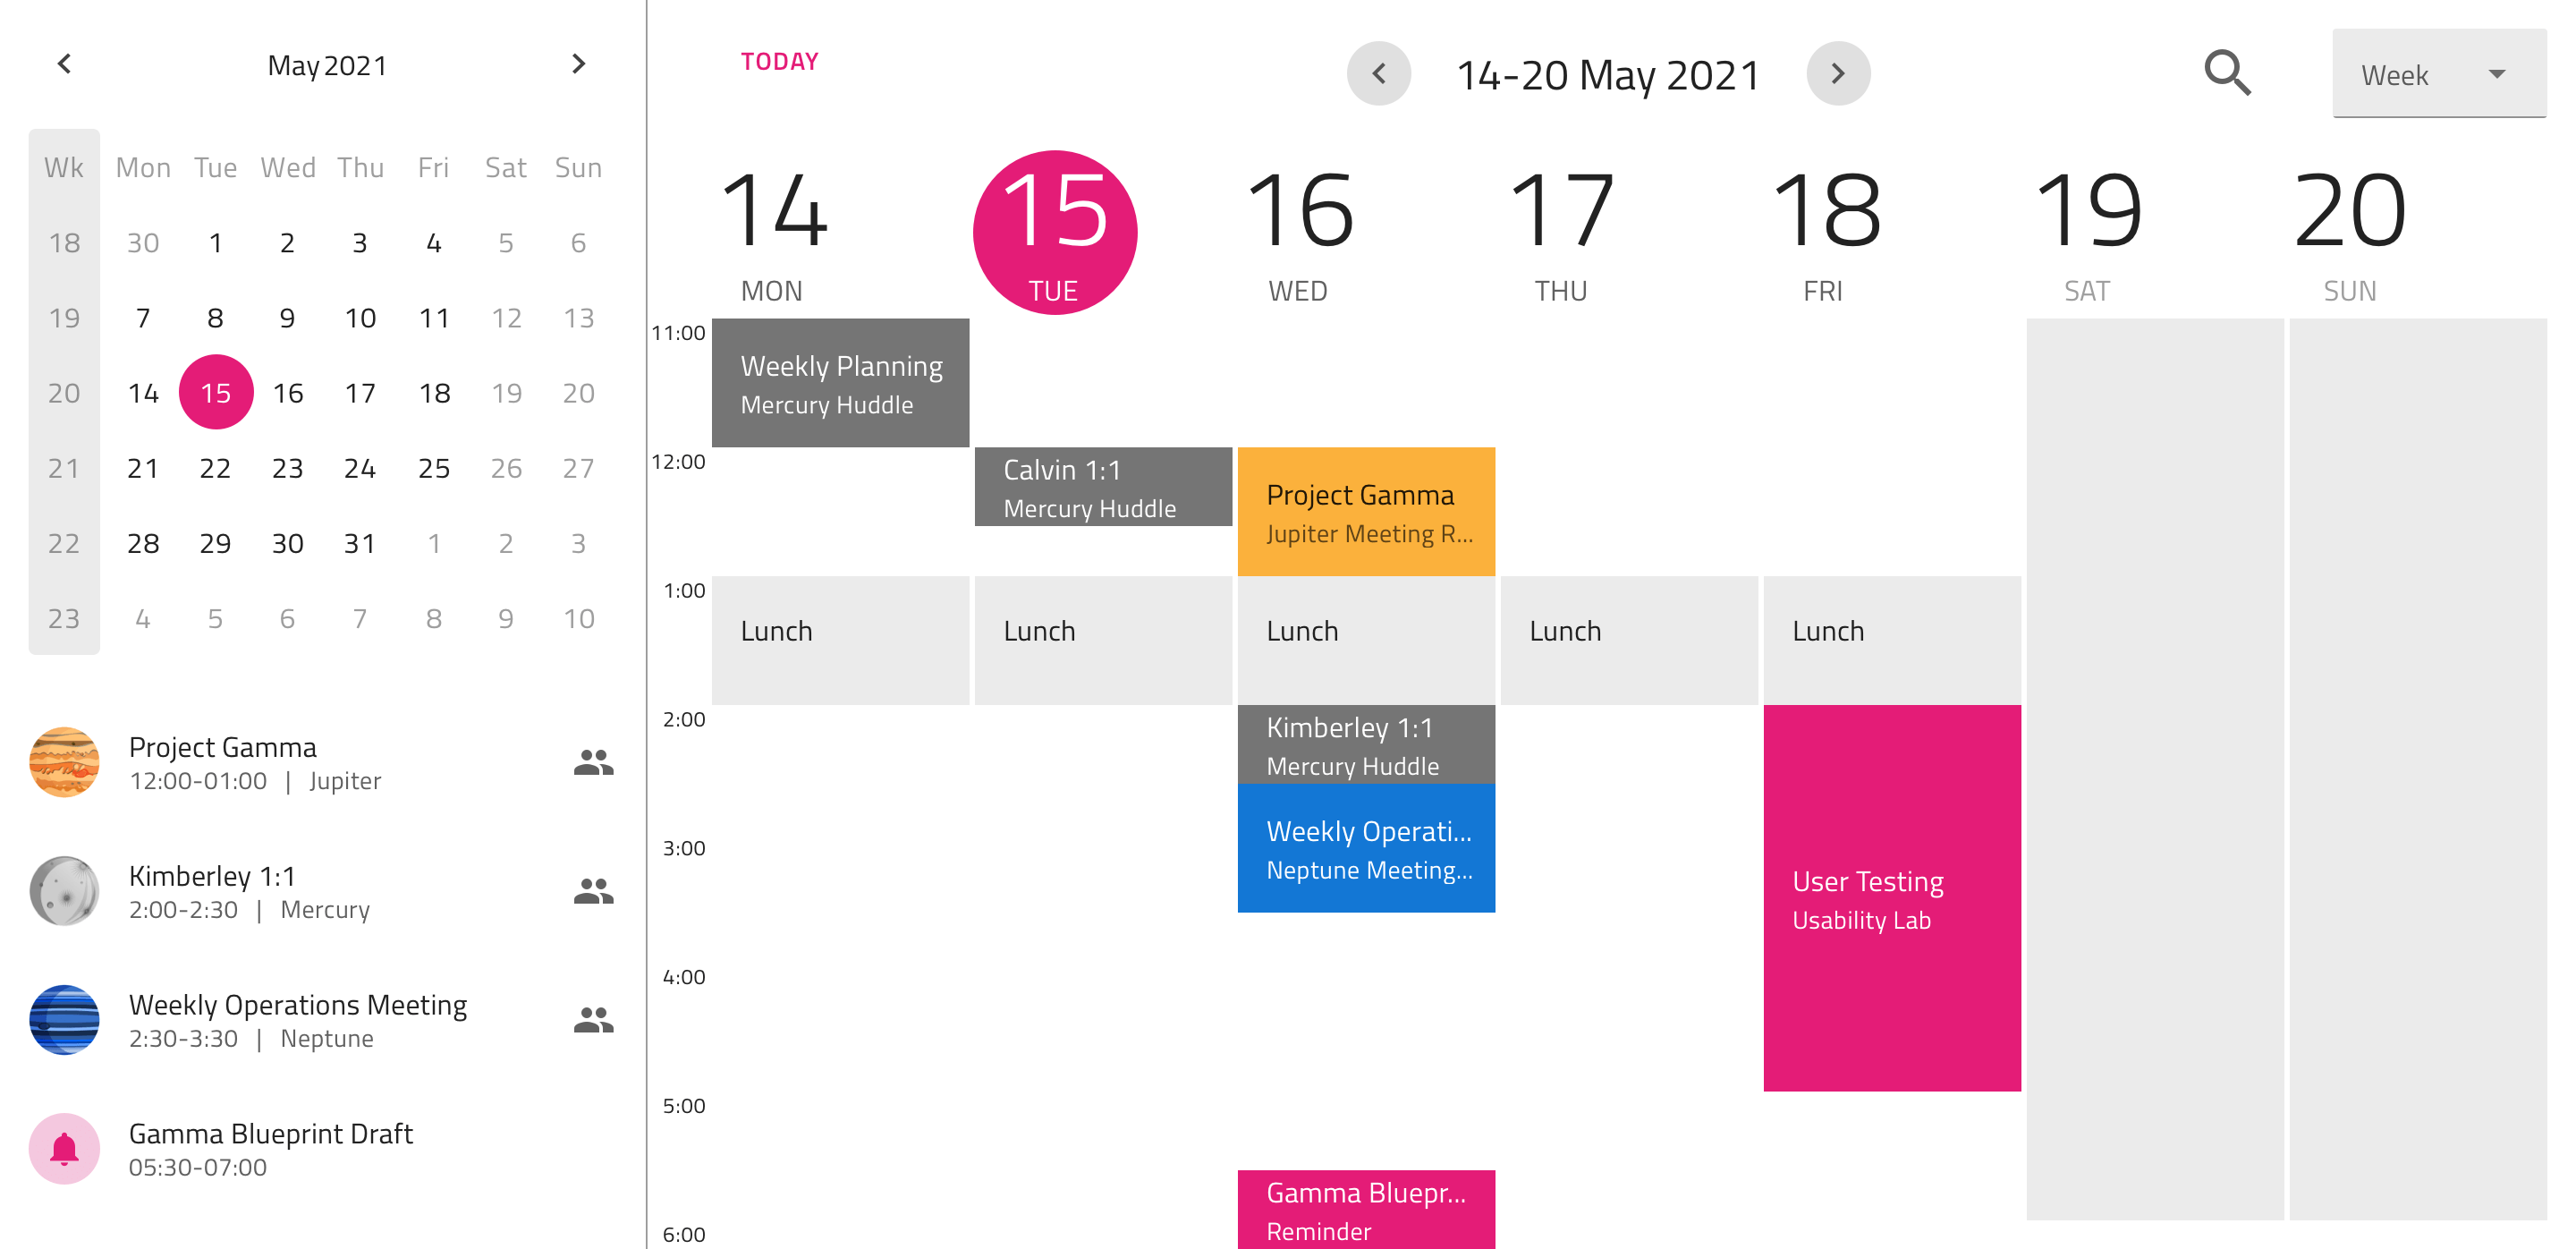 May 2021
Wk Mon Tue Wed Thu Fri Sat Sun
18 30 1 2 3 4 5 6
19 7 8 9 10 11 12 13
20 14 15 16 17 18 19 20
21 21 22 23 24 25 26 27
22 28 29 30 31 1 2 3
23 4 5 6 7 8 9 10
Project Gamma
12:00-01:00 | Jupiter
Kimberley 1:1
2:00-2:30 | Mercury
Weekly Operations Meeting
2:30-3:30 | Neptune
Gamma Blueprint Draft
05:30-07:00
TODAY
14-20 May 2021
Week
14 15 16 17 18 19 20
MON TUE WED THU FRI SAT SUN
11:00
Weekly Planning
Mercury Huddle
12:00
Calvin 1:1
Mercury Huddle
Project Gamma
Jupiter Meeting R...
1:00
Lunch Lunch Lunch Lunch Lunch
2:00
Kimberley 1:1
Mercury Huddle
Weekly Operati...
3:00
Neptune Meeting...
User Testing
Usability Lab
4:00
5:00
Gamma Bluepr...
Reminder
6:00